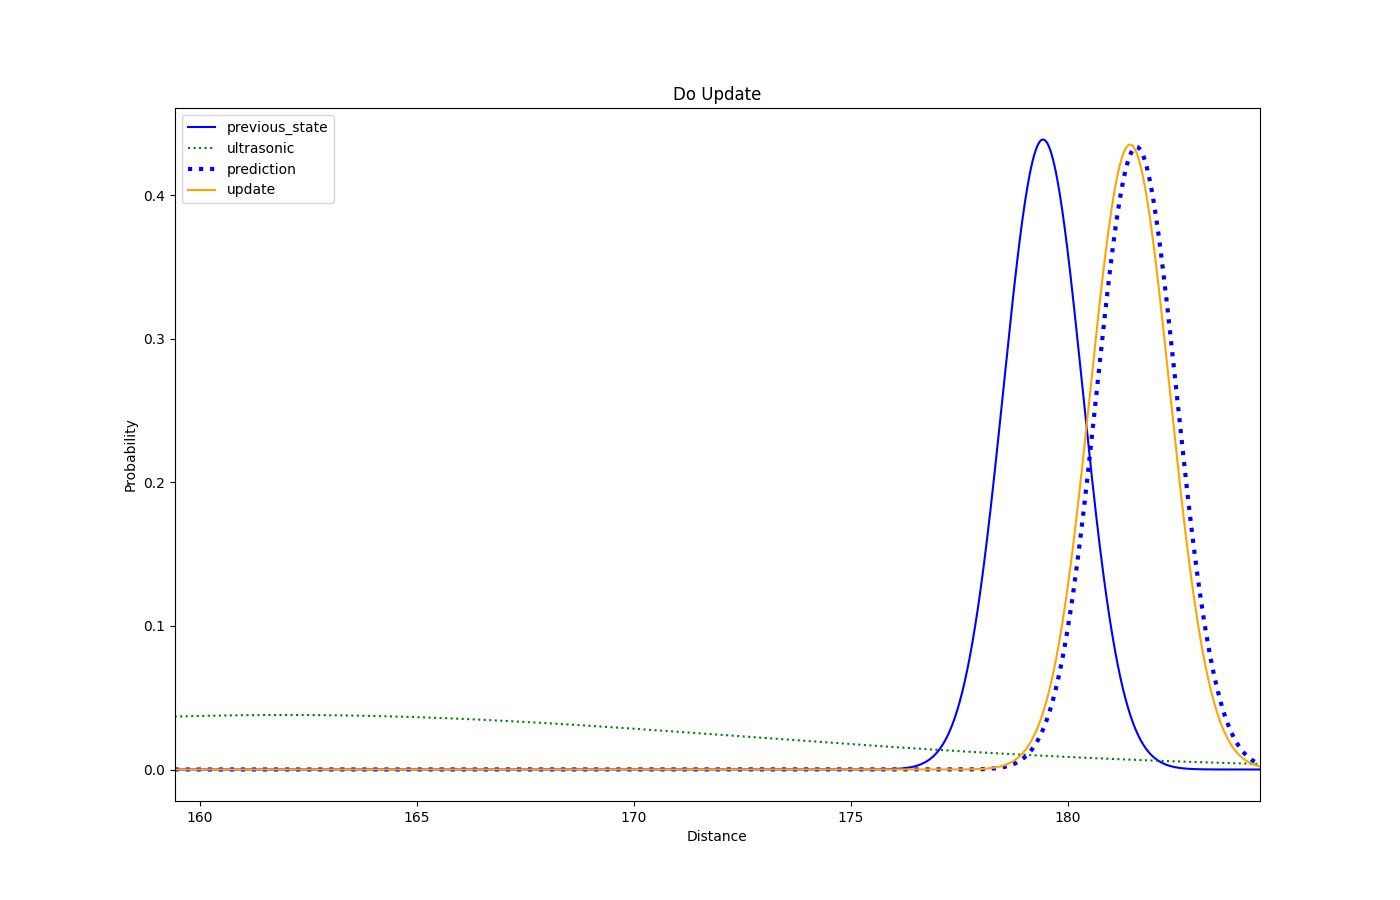 Do Update
previous_state
ultrasonic
prediction
update
0.4
0.3
0.2
0.1
0.0
Probability
160
165
170
175
180
Distance